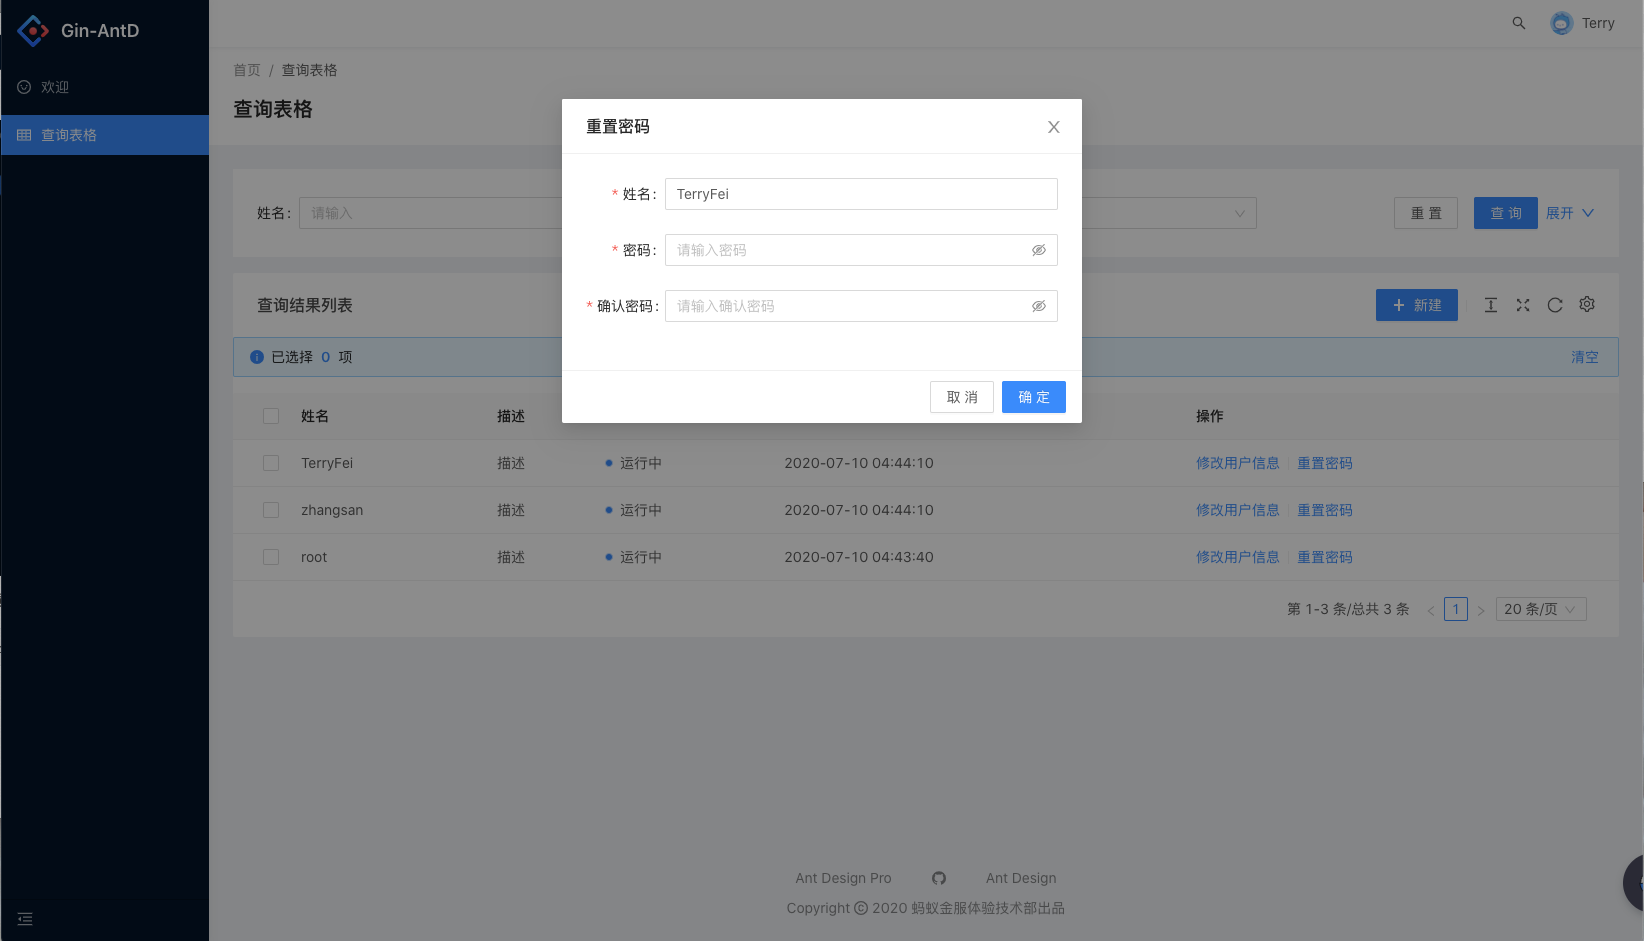 Gin-AntD
Terry
欢迎
查询表格
首页 / 查询表格
查询表格
姓名:
请输入
重 置
查 询
展开
查询结果列表
新建
已选择 0 项
清空
姓名
描述
操作
TerryFei
描述
运行中
2020-07-10 04:44:10
修改用户信息
重置密码
zhangsan
描述
运行中
2020-07-10 04:44:10
修改用户信息
重置密码
root
描述
运行中
2020-07-10 04:43:40
修改用户信息
重置密码
第 1-3 条/总共 3 条
1
20 条/页
重置密码
* 姓名:
TerryFei
* 密码:
请输入密码
* 确认密码:
请输入确认密码
取 消
确 定
Ant Design Pro
Ant Design
Copyright © 2020 蚂蚁金服体验技术部出品